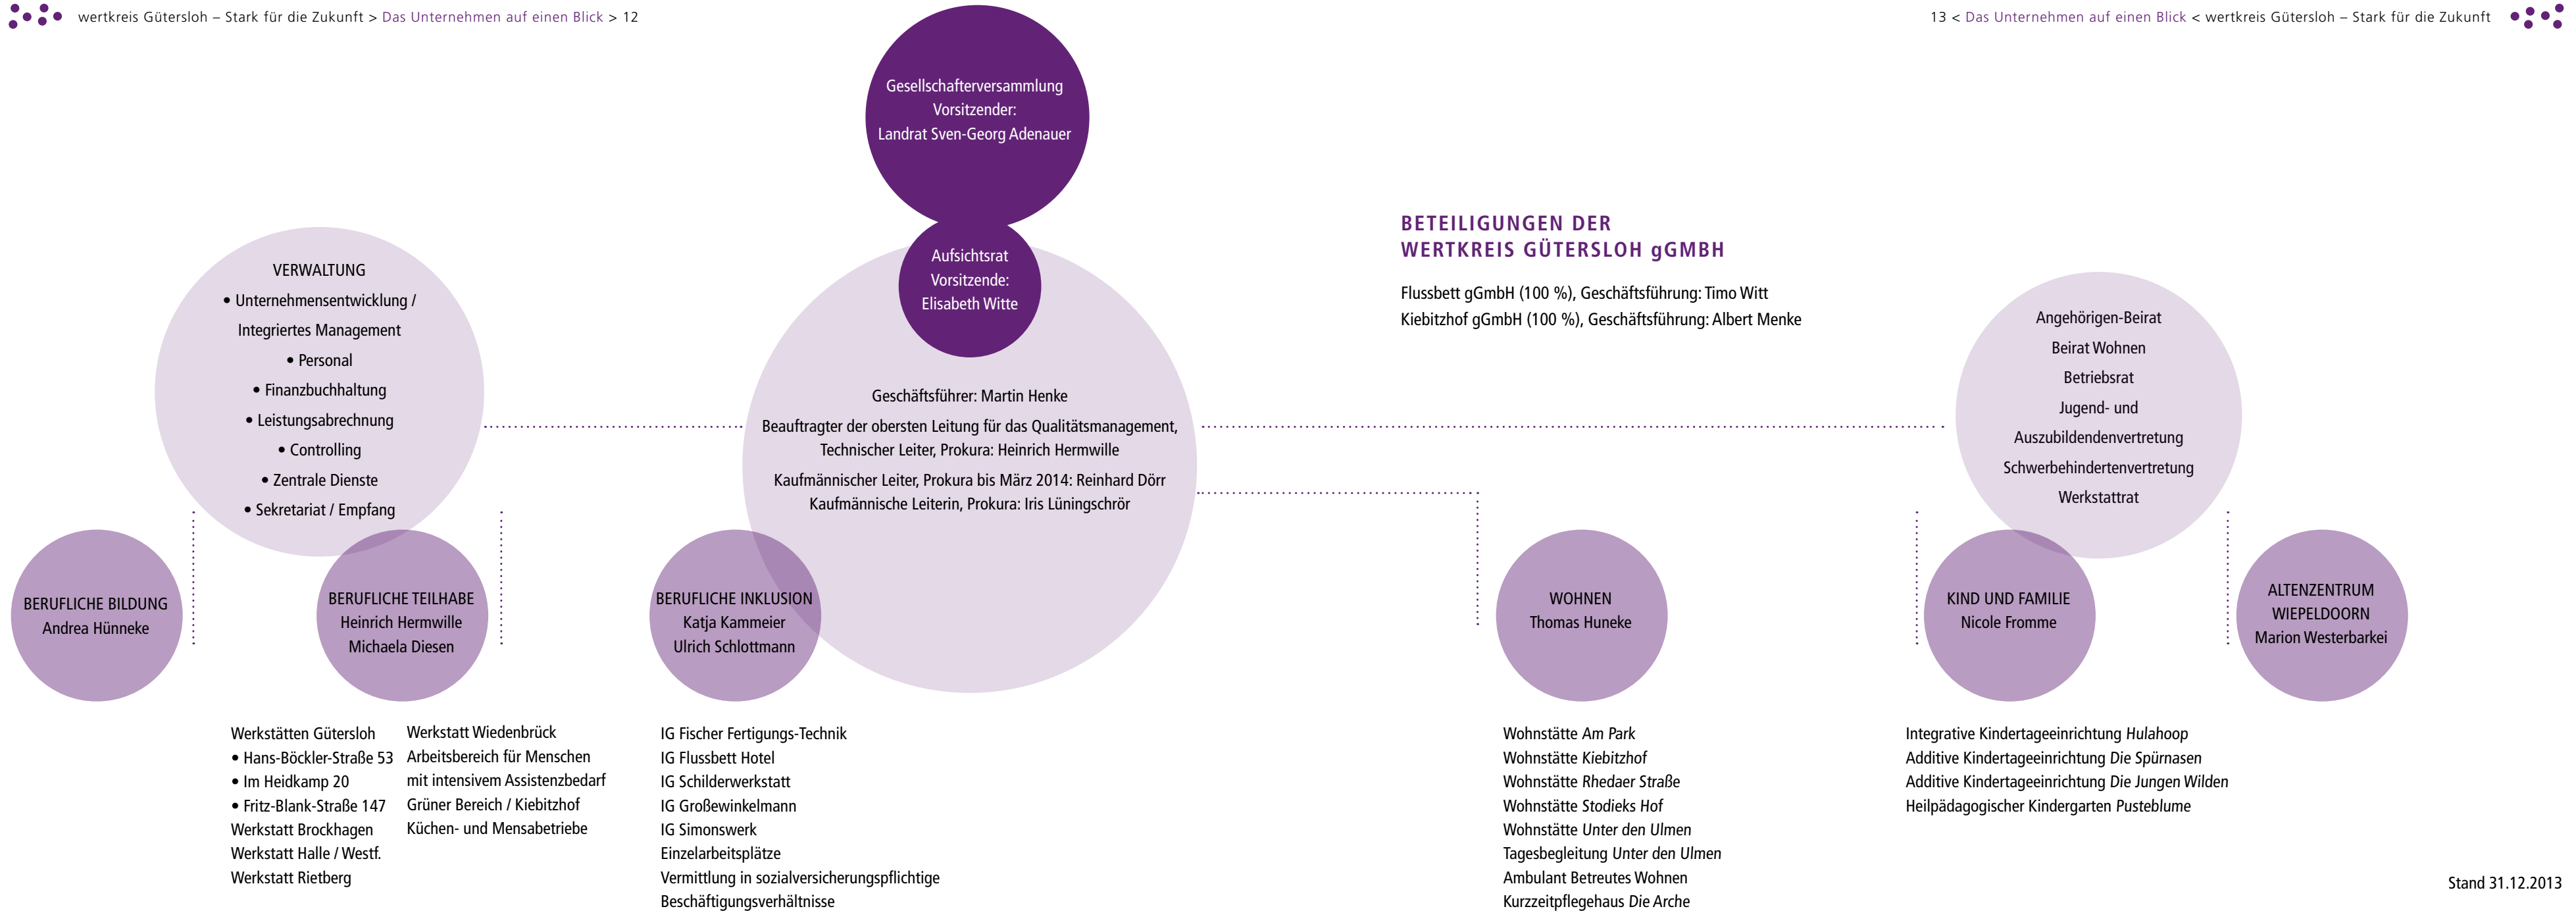 wertkreis Gütersloh – Stark für die Zukunft > Das Unternehmen auf einen Blick > 12
13 < Das Unternehmen auf einen Blick < wertkreis Gütersloh – Stark für die Zukunft
Gesellschafterversammlung
Vorsitzender:
Landrat Sven-Georg Adenauer
Aufsichtsrat
Vorsitzende:
Elisabeth Witte
Geschäftsführer: Martin Henke
Beauftragter der obersten Leitung für das Qualitätsmanagement,
Technischer Leiter, Prokura: Heinrich Hermwille
Kaufmännischer Leiter, Prokura bis März 2014: Reinhard Dörr
Kaufmännische Leiterin, Prokura: Iris Lüningschrör
VERWALTUNG
• Unternehmensentwicklung /
Integriertes Management
• Personal
• Finanzbuchhaltung
• Leistungsabrechnung
• Controlling
• Zentrale Dienste
• Sekretariat / Empfang
BETEILIGUNGEN DER
WERTKREIS GÜTERSLOH gGMBH
Flussbett gGmbH (100 %), Geschäftsführung: Timo Witt
Kiebitzhof gGmbH (100 %), Geschäftsführung: Albert Menke
Angehörigen-Beirat
Beirat Wohnen
Betriebsrat
Jugend- und
Auszubildendenvertretung
Schwerbehindertenvertretung
Werkstattrat
BERUFLICHE BILDUNG
Andrea Hünneke
BERUFLICHE TEILHABE
Heinrich Hermwille
Michaela Diesen
Werkstätten Gütersloh
• Hans-Böckler-Straße 53
• Im Heidkamp 20
• Fritz-Blank-Straße 147
Werkstatt Brockhagen
Werkstatt Halle / Westf.
Werkstatt Rietberg
Werkstatt Wiedenbrück
Arbeitsbereich für Menschen
mit intensivem Assistenzbedarf
Grüner Bereich / Kiebitzhof
Küchen- und Mensabetriebe
BERUFLICHE INKLUSION
Katja Kammeier
Ulrich Schlottmann
IG Fischer Fertigungs-Technik
IG Flussbett Hotel
IG Schilderwerkstatt
IG Großewinkelmann
IG Simonswerk
Einzelarbeitsplätze
Vermittlung in sozialversicherungspflichtige
Beschäftigungsverhältnisse
WOHNEN
Thomas Huneke
Wohnstätte Am Park
Wohnstätte Kiebitzhof
Wohnstätte Rhedaer Straße
Wohnstätte Stodieks Hof
Wohnstätte Unter den Ulmen
Tagesbegleitung Unter den Ulmen
Ambulant Betreutes Wohnen
Kurzzeitpflegehaus Die Arche
KIND UND FAMILIE
Nicole Fromme
Integrative Kindertageeinrichtung Hulahoop
Additive Kindertageeinrichtung Die Spürnasen
Additive Kindertageeinrichtung Die Jungen Wilden
Heilpädagogischer Kindergarten Pusteblume
ALTENZENTRUM
WIEPELDOORN
Marion Westerbarkei
Stand 31.12.2013